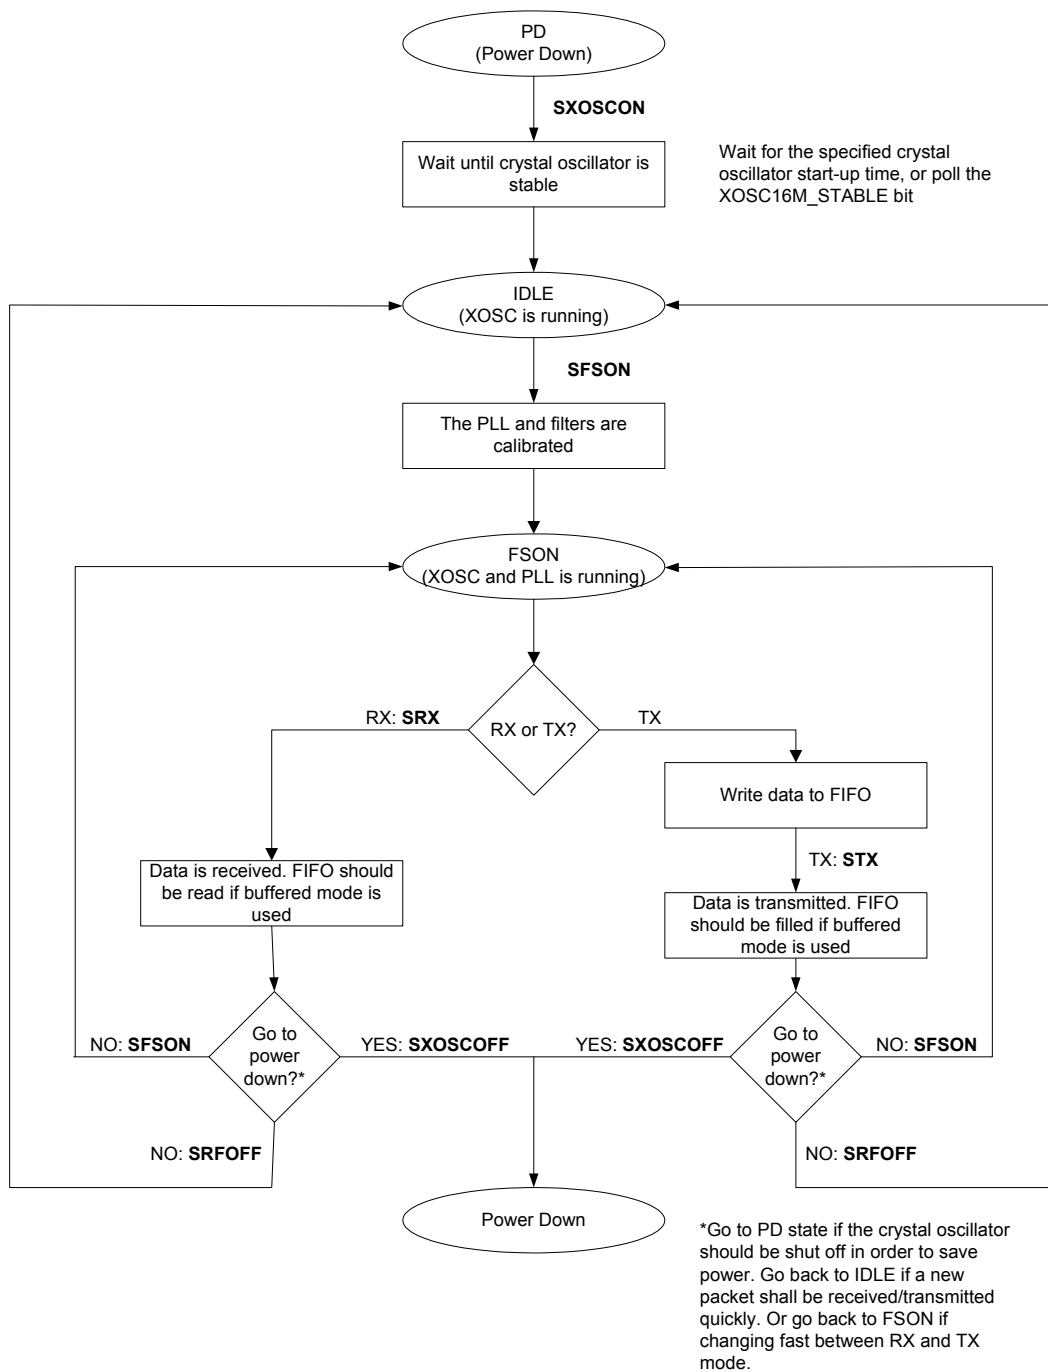 PD
(Power Down)
SXOSCON
Wait until crystal oscillator is
stable
Wait for the specified crystal
oscillator start-up time, or poll the
XOSC16M_STABLE bit
IDLE
(XOSC is running)
SFSON
The PLL and filters are
calibrated
FSON
(XOSC and PLL is running)
RX: SRX
RX or TX?
TX
Write data to FIFO
TX: STX
Data is received. FIFO should
be read if buffered mode is
used
Data is transmitted. FIFO
should be filled if buffered
mode is used
NO: SFSON
Go to
power
down?*
YES: SXOSCOFF
YES: SXOSCOFF
Go to
power
down?*
NO: SFSON
NO: SRFOFF
NO: SRFOFF
Power Down
*Go to PD state if the crystal oscillator
should be shut off in order to save
power. Go back to IDLE if a new
packet shall be received/transmitted
quickly. Or go back to FSON if
changing fast between RX and TX
mode.